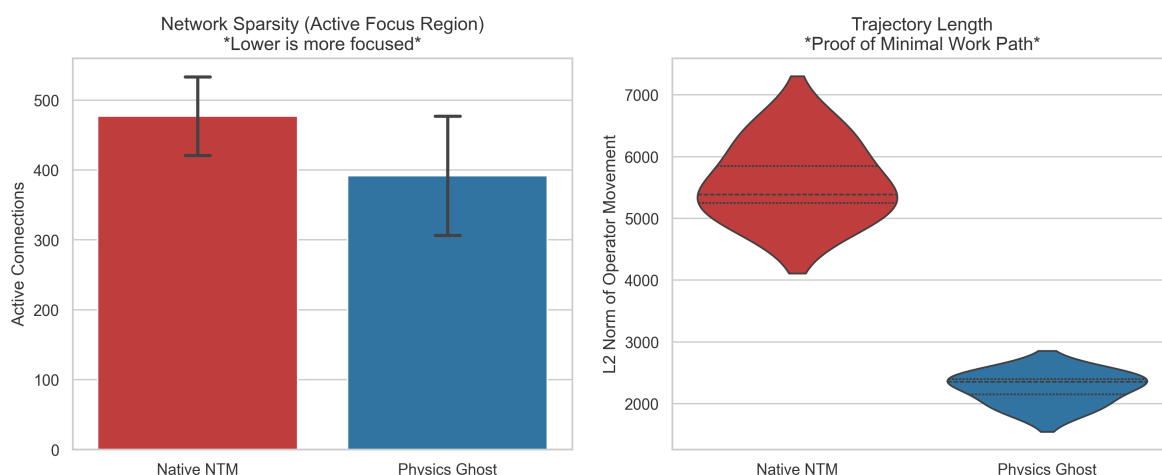 Network Sparsity (Active Focus Region)
*Lower is more focused*
Active Connections
500
400
300
200
100
0
Native NTM
Physics Ghost
Trajectory Length
*Proof of Minimal Work Path*
L2 Norm of Operator Movement
7000
6000
5000
4000
3000
2000
Native NTM
Physics Ghost